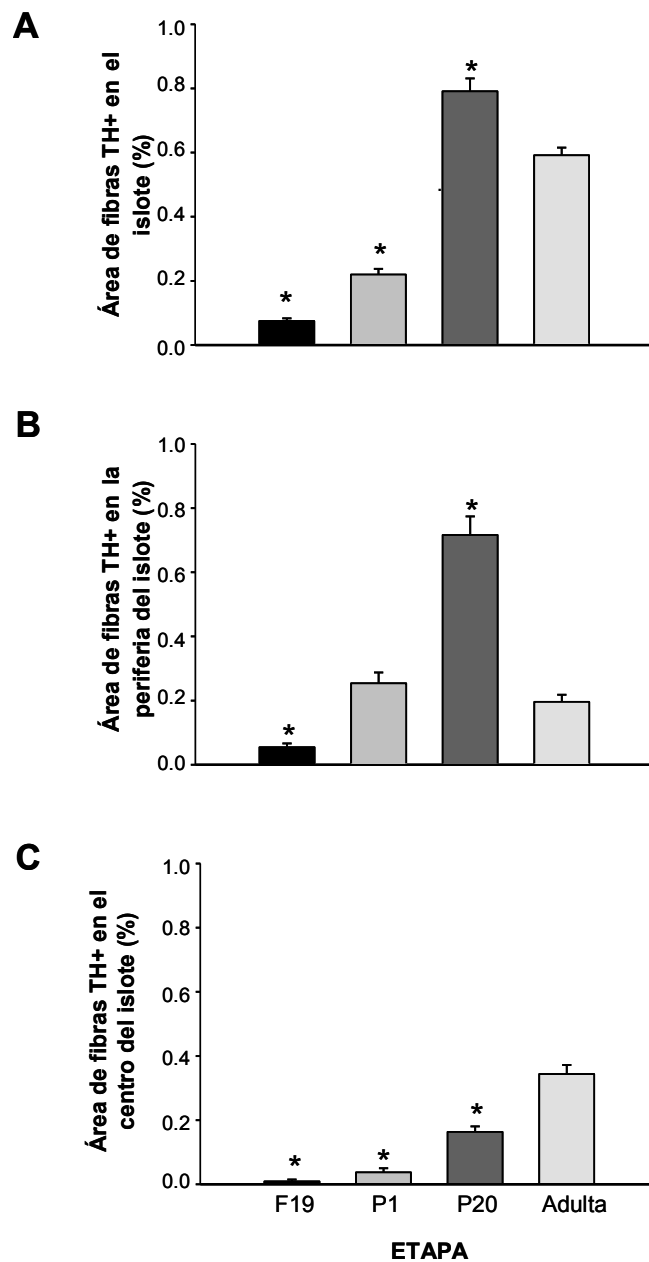 A
Área de fibras TH+ en el
islote (%)
1.0
0.8
0.6
0.4
0.2
0.0
*
*
*
B
Área de fibras TH+ en la
periferia del islote (%)
1.0
0.8
0.6
0.4
0.2
0.0
*
*
C
Área de fibras TH+ en el
centro del islote (%)
1.0
0.8
0.6
0.4
0.2
0.0
*
*
*
F19 P1 P20 Adulta
ETAPA